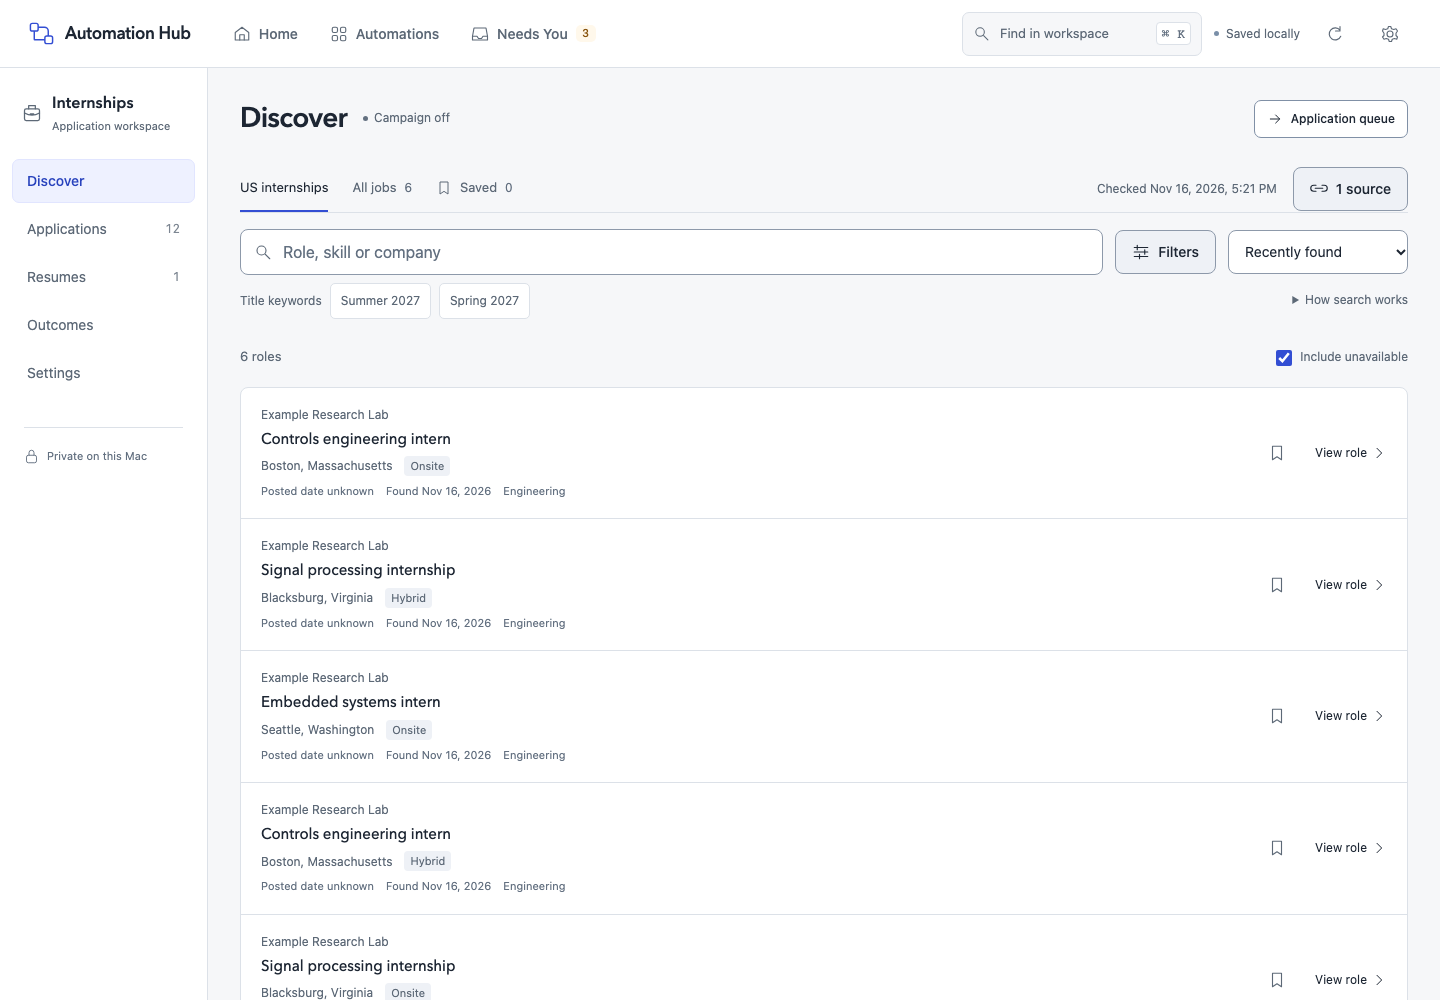 Automation Hub
Home
Automations
Needs You 3
Find in workspace ⌘ K
Saved locally
Internships
Application workspace
Discover
Applications 12
Resumes 1
Outcomes
Settings
Private on this Mac
Discover
Campaign off
Application queue
US internships
All jobs 6
Saved 0
Checked Nov 16, 2026, 5:21 PM
1 source
Role, skill or company
Filters
Recently found
Title keywords
Summer 2027
Spring 2027
How search works
6 roles
Include unavailable
Example Research Lab
Controls engineering intern
Boston, Massachusetts Onsite
Posted date unknown Found Nov 16, 2026 Engineering
View role
Example Research Lab
Signal processing internship
Blacksburg, Virginia Hybrid
Posted date unknown Found Nov 16, 2026 Engineering
View role
Example Research Lab
Embedded systems intern
Seattle, Washington Onsite
Posted date unknown Found Nov 16, 2026 Engineering
View role
Example Research Lab
Controls engineering intern
Boston, Massachusetts Hybrid
Posted date unknown Found Nov 16, 2026 Engineering
View role
Example Research Lab
Signal processing internship
Blacksburg, Virginia Onsite
View role